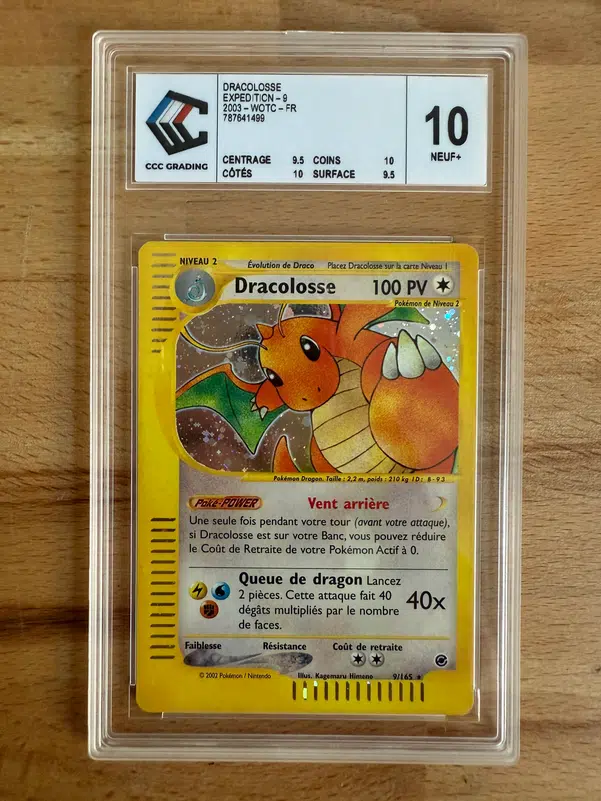 DRACOLOSSE
EXPEDITION - 9
2003 - WOTC - FR
787641499
CCC GRADING
CENTRAGE 9.5 COINS 10
CÔTÉS 10 SURFACE 9.5
10
NEUF+
NIVEAU 2
Évolution de Draco Placez Dracolosse sur la carte Niveau 1
Dracolosse 100 PV
Pokémon de Niveau 2
Pokémon Dragon. Taille : 2,2 m, poids : 210 kg ID: B-93
Poké-POWER Vent arrière
Une seule fois pendant votre tour (avant votre attaque),
si Dracolosse est sur votre Banc, vous pouvez réduire
le Coût de Retraite de votre Pokémon Actif à 0.
Queue de dragon Lancez
2 pièces. Cette attaque fait 40
dégâts multipliés par le nombre
de faces.
40x
Faiblesse Résistance Coût de retraite
© 2002 Pokémon / Nintendo Illus. Kagemaru Himeno 9/165 ★